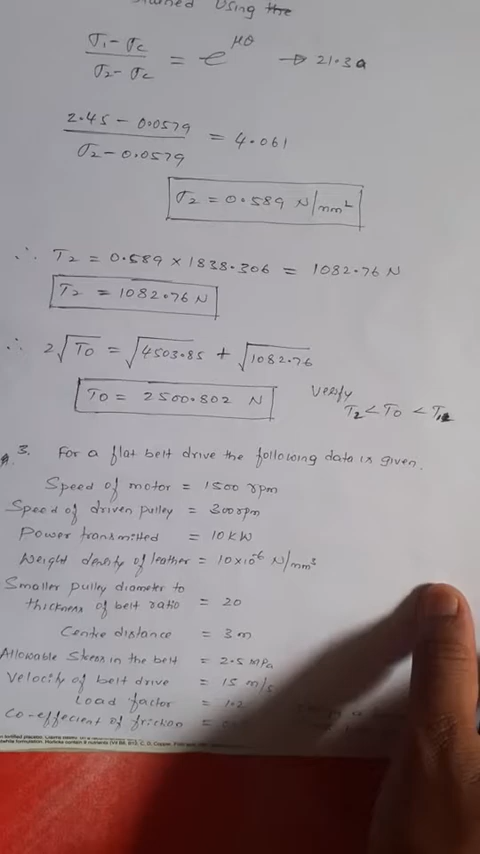 Using the
σ1 - σc / σ2 - σc = e^μθ → 21.3a
2.45 - 0.0579 / σ2 - 0.0579 = 4.061
σ2 = 0.589 N/mm²
∴ T2 = 0.589 × 1838.306 = 1082.76 N
T2 = 1082.76 N
∴ 2√T0 = √4503.85 + √1082.76
T0 = 2500.802 N
Verify
T2 < T0 < T1
3. For a flat belt drive the following data is given.
Speed of motor = 1500 rpm
Speed of driven pulley = 300 rpm
Power transmitted = 10 KW
Weight density of leather = 10×10⁻⁶ N/mm³
Smaller pulley diameter to
thickness of belt ratio = 20
Centre distance = 3m
Allowable Stress in the belt = 2.5 MPa
Velocity of belt drive = 15 m/s
Load factor = 1.2
Co-effecient of friction =